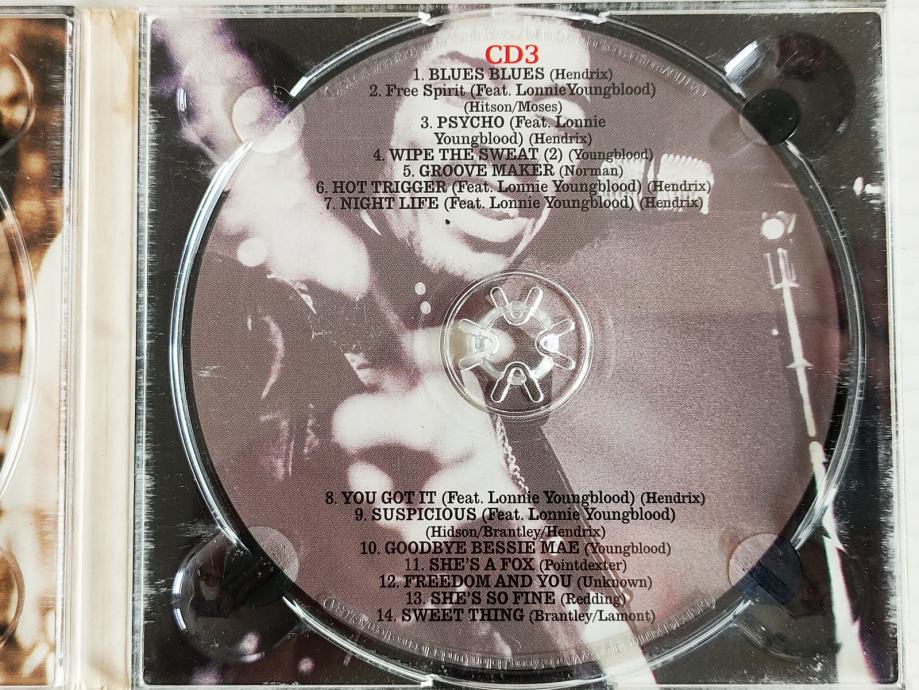 CD3
1. BLUES BLUES (Hendrix)
2. Free Spirit (Feat. LonnieYoungblood)
(Hitson/Moses)
3. PSYCHO (Feat. Lonnie
Youngblood) (Hendrix)
4. WIPE THE SWEAT (2) (Youngblood)
5. GROOVE MAKER (Norman)
6. HOT TRIGGER (Feat. Lonnie Youngblood) (Hendrix)
7. NIGHT LIFE (Feat. Lonnie Youngblood) (Hendrix)
8. YOU GOT IT (Feat. Lonnie Youngblood) (Hendrix)
9. SUSPICIOUS (Feat. Lonnie Youngblood)
(Hidson/Brantley/Hendrix)
10. GOODBYE BESSIE MAE (Youngblood)
11. SHE'S A FOX (Pointdexter)
12. FREEDOM AND YOU (Unknown)
13. SHE'S SO FINE (Redding)
14. SWEET THING (Brantley/Lamont)